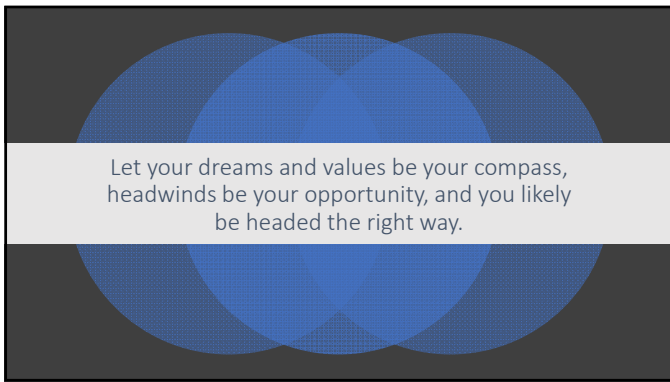 Let your dreams and values be your compass,
headwinds be your opportunity, and you likely
be headed the right way.